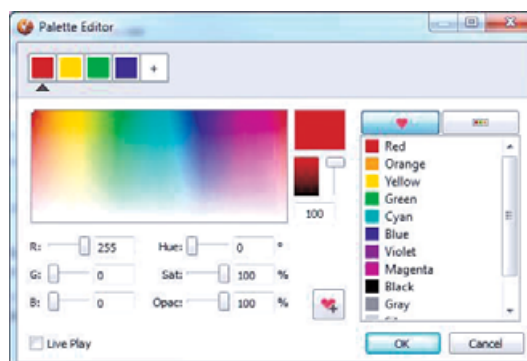 Palette Editor
+
100
R: 255 Hue: 0 °
G: 0 Sat: 100 %
B: 0 Opac: 100 %
Live Play
Red
Orange
Yellow
Green
Cyan
Blue
Violet
Magenta
Black
Gray
OK Cancel